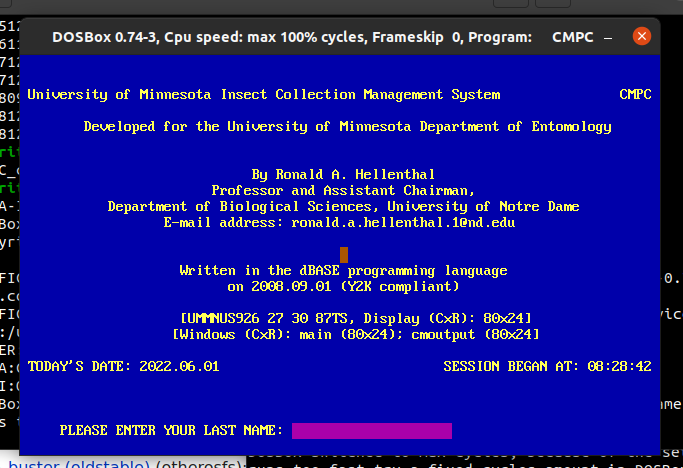 DOSBox 0.74-3, Cpu speed: max 100% cycles, Frameskip 0, Program: CMPC
University of Minnesota Insect Collection Management System CMPC
Developed for the University of Minnesota Department of Entomology
By Ronald A. Hellenthal
Professor and Assistant Chairman,
Department of Biological Sciences, University of Notre Dame
E-mail address: ronald.a.hellenthal.1@nd.edu
Written in the dBASE programming language
on 2008.09.01 (Y2K compliant)
[UMMNUS926 27 30 87TS, Display (CxR): 80x24]
[Windows (CxR): main (80x24); cmoutput (80x24]
TODAY'S DATE: 2022.06.01 SESSION BEGAN AT: 08:28:42
PLEASE ENTER YOUR LAST NAME:
buster (oldstable) (otherosfs):